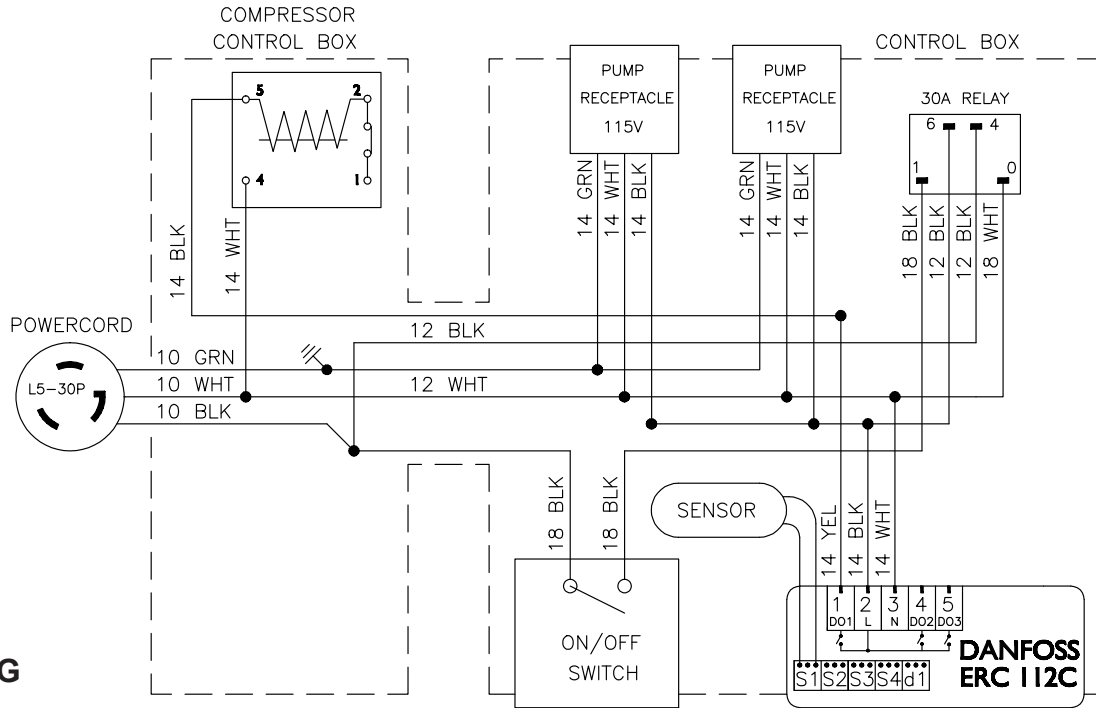 COMPRESSOR
CONTROL BOX
CONTROL BOX
5
2
4
1
PUMP
RECEPTACLE
115V
PUMP
RECEPTACLE
115V
30A RELAY
6
4
1
0
14 BLK
14 WHT
14 GRN
14 WHT
14 BLK
14 GRN
14 WHT
14 BLK
18 BLK
12 BLK
12 BLK
18 WHT
POWERCORD
L5-30P
10 GRN
10 WHT
10 BLK
12 BLK
12 WHT
18 BLK
18 BLK
SENSOR
14 YEL
14 BLK
14 WHT
ON/OFF
SWITCH
1 2 3 4 5
DO1 L N DO2 DO3
S1 S2 S3 S4 d1
DANFOSS
ERC 112C
G